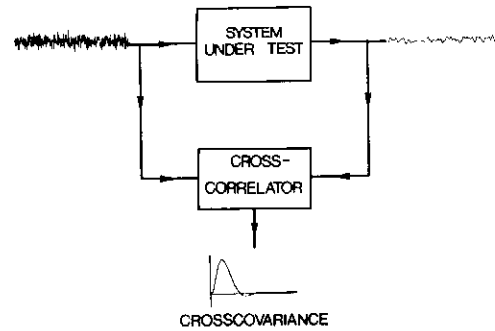 SYSTEM
UNDER TEST
CROSS-
CORRELATOR
CROSSCOVARIANCE